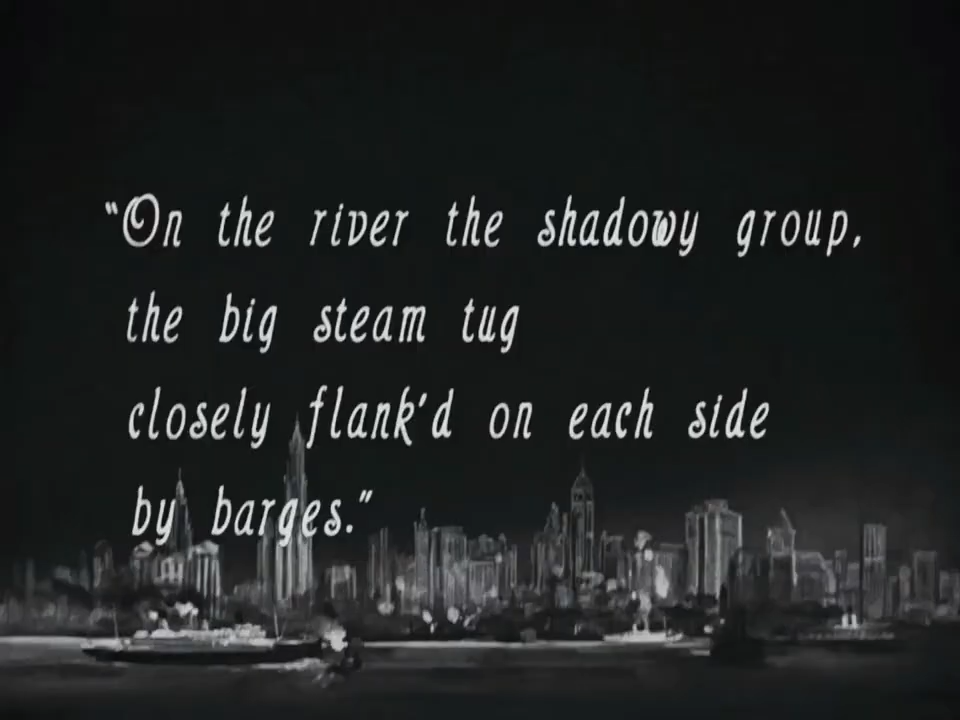 “On the river the shadowy group,
the big steam tug
closely flank'd on each side
by barges.”